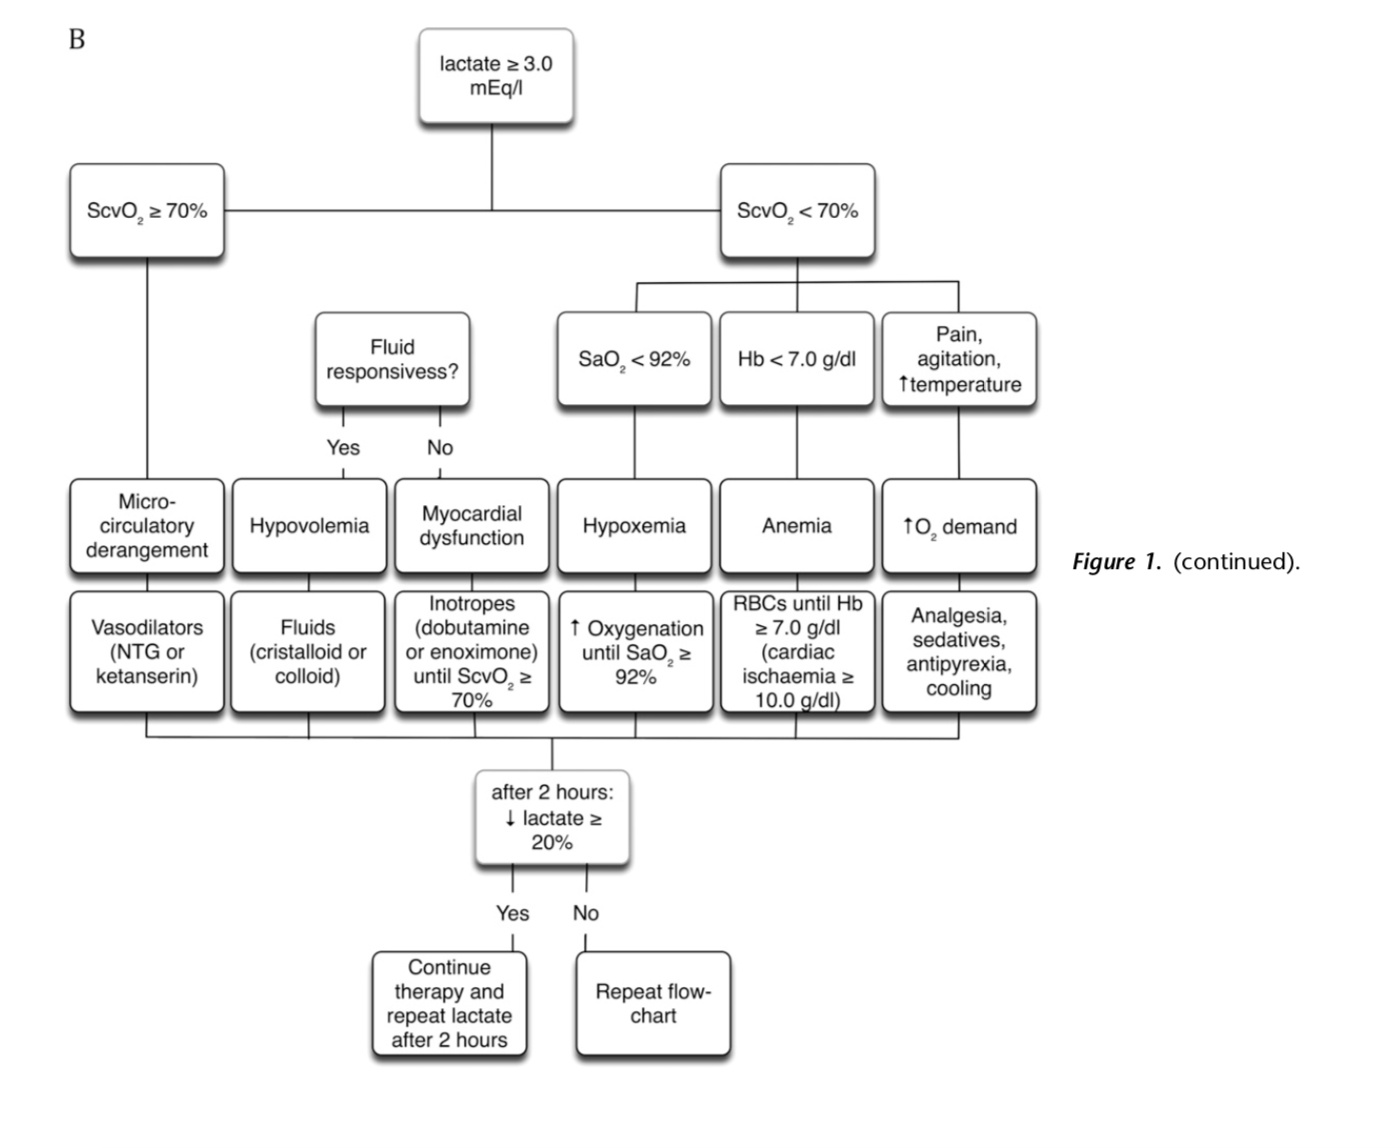 B
lactate ≥ 3.0
mEq/l
ScvO₂ ≥ 70%
ScvO₂ < 70%
Fluid
responsivess?
SaO₂ < 92%
Hb < 7.0 g/dl
Pain,
agitation,
↑temperature
Yes
No
Micro-
circulatory
derangement
Hypovolemia
Myocardial
dysfunction
Hypoxemia
Anemia
↑O₂ demand
Figure 1. (continued).
Vasodilators
(NTG or
ketanserin)
Fluids
(cristalloid or
colloid)
Inotropes
(dobutamine
or enoximone)
until ScvO₂ ≥
70%
↑ Oxygenation
until SaO₂ ≥
92%
RBCs until Hb
≥ 7.0 g/dl
(cardiac
ischaemia ≥
10.0 g/dl)
Analgesia,
sedatives,
antipyrexia,
cooling
after 2 hours:
↓ lactate ≥
20%
Yes
No
Continue
therapy and
repeat lactate
after 2 hours
Repeat flow-
chart